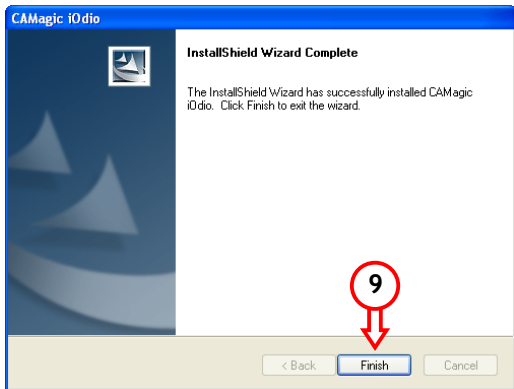 CAMagic iOdio
InstallShield Wizard Complete
The InstallShield Wizard has successfully installed CAMagic
iOdio. Click Finish to exit the wizard.
9
< Back Finish Cancel